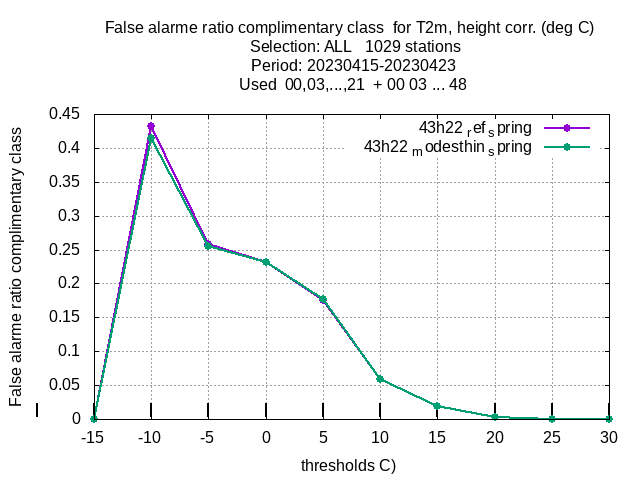 False alarme ratio complimentary class  for T2m, height corr. (deg C)
Selection: ALL   1029 stations
Period: 20230415-20230423
Used  00,03,...,21  + 00 03 ... 48
43h22 ref spring
43h22 modesthin spring
False alarme ratio complimentary class
0.45
0.4
0.35
0.3
0.25
0.2
0.15
0.1
0.05
0
-15 -10 -5 0 5 10 15 20 25 30
thresholds C)